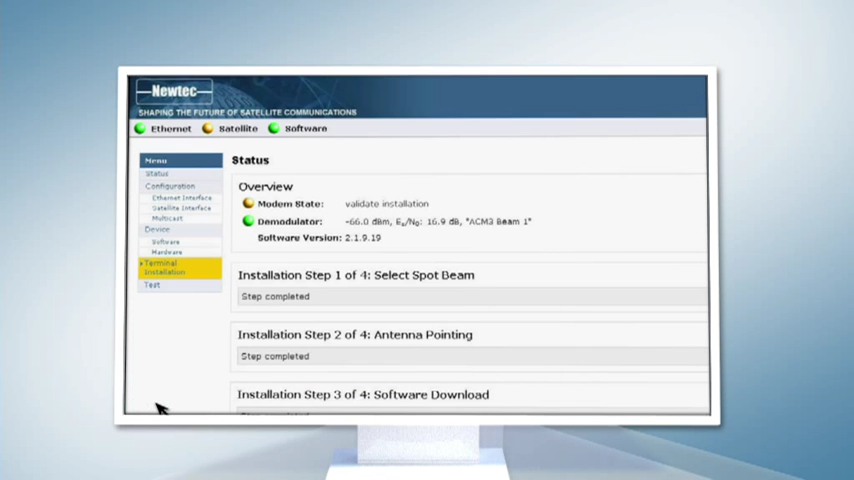 Newtec
SHAPING THE FUTURE OF SATELLITE COMMUNICATIONS
Ethernet Satellite Software
Menu
Status
Configuration
Ethernet Interface
Satellite Interface
Multicast
Device
Software
Hardware
Terminal
Installation
Test
Status
Overview
Modem State: validate installation
Demodulator: -66.0 dBm, Es/N0: 16.9 dB, "ACM3 Beam 1"
Software Version: 2.1.9.19
Installation Step 1 of 4: Select Spot Beam
Step completed
Installation Step 2 of 4: Antenna Pointing
Step completed
Installation Step 3 of 4: Software Download